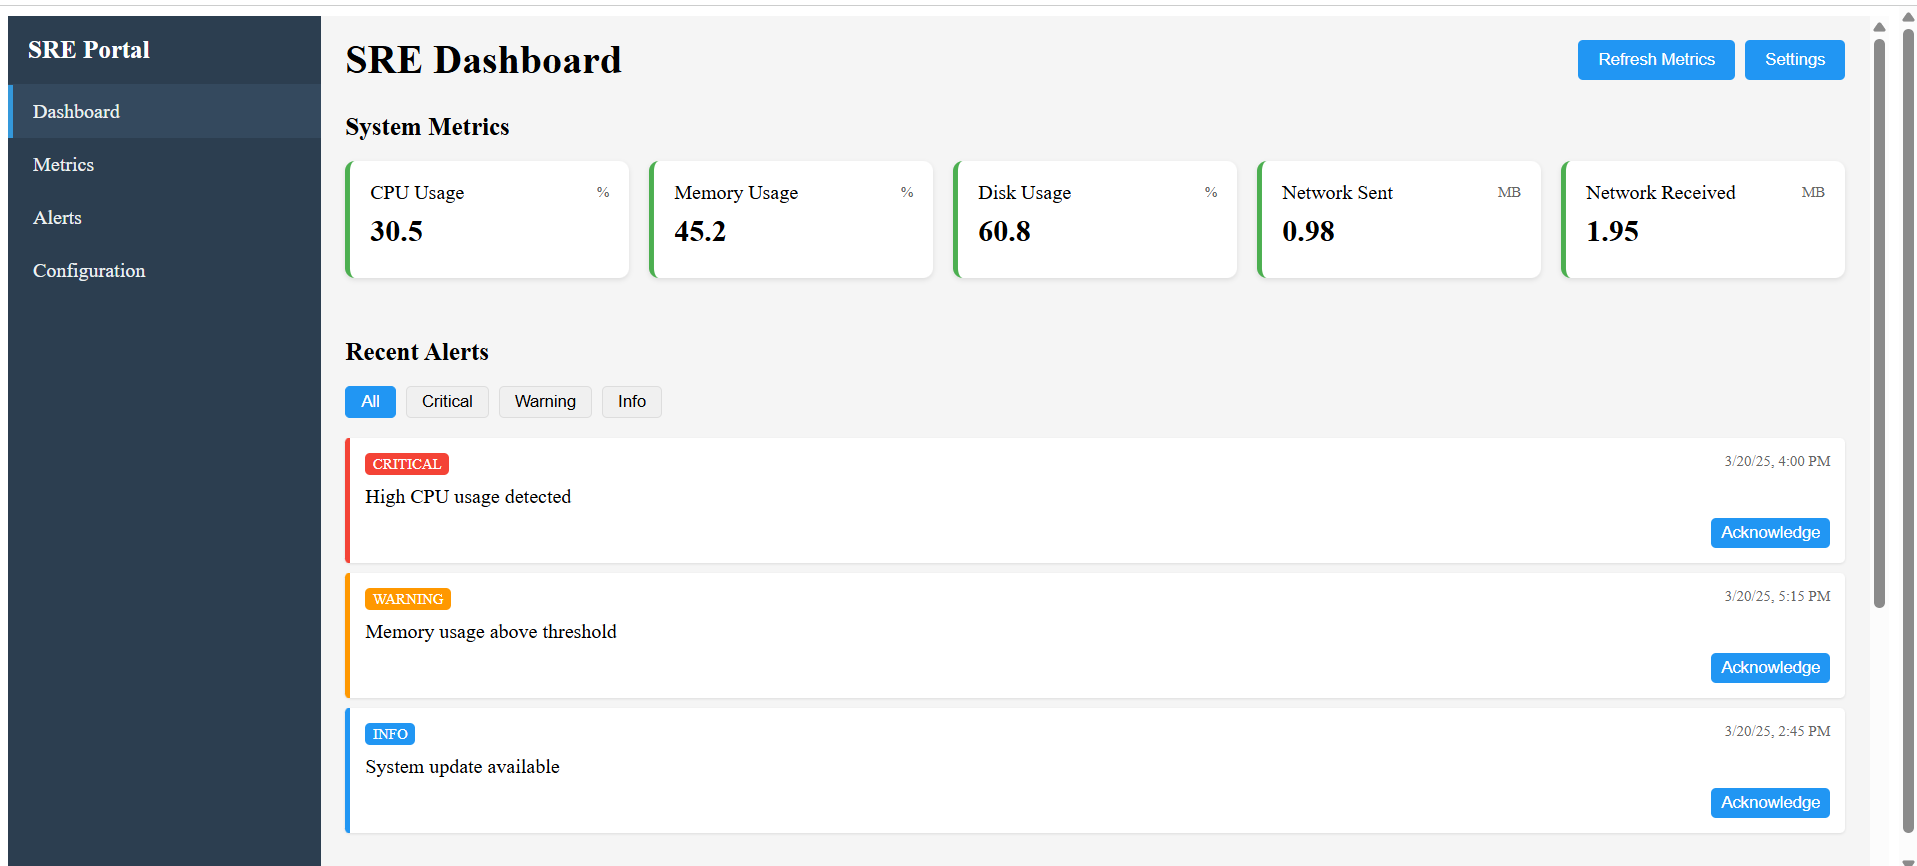 SRE Portal
Dashboard
Metrics
Alerts
Configuration
SRE Dashboard
Refresh Metrics
Settings
System Metrics
CPU Usage %
30.5
Memory Usage %
45.2
Disk Usage %
60.8
Network Sent MB
0.98
Network Received MB
1.95
Recent Alerts
All Critical Warning Info
CRITICAL 3/20/25, 4:00 PM
High CPU usage detected
Acknowledge
WARNING 3/20/25, 5:15 PM
Memory usage above threshold
Acknowledge
INFO 3/20/25, 2:45 PM
System update available
Acknowledge